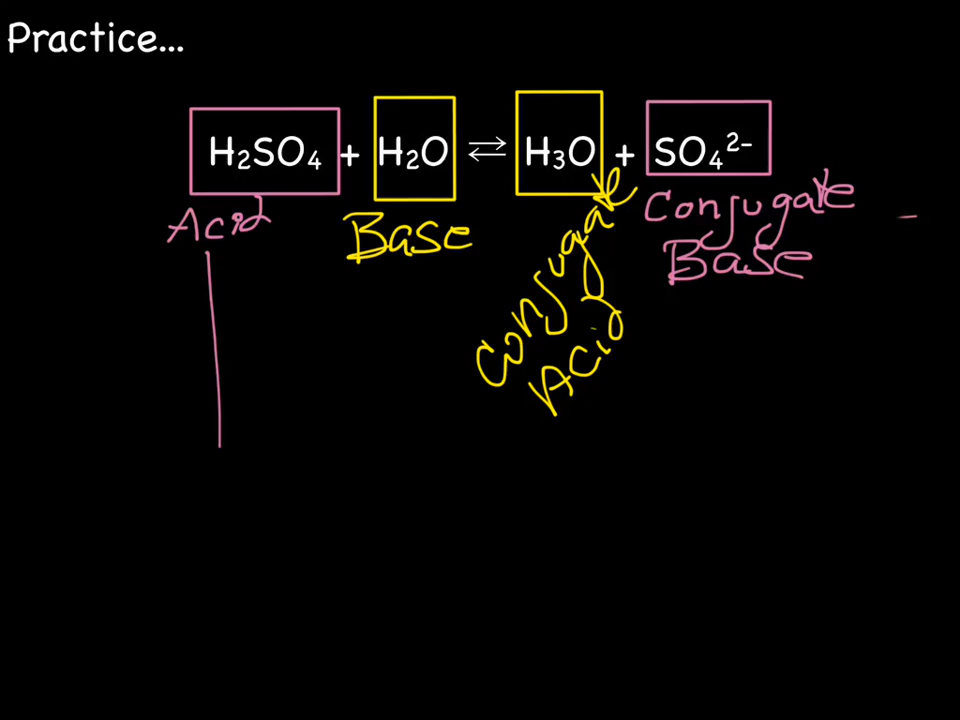 Practice...
H₂SO₄ + H₂O ⇌ H₃O + SO₄²⁻
Acid
Base
Conjugate
Acid
Conjugate
Base